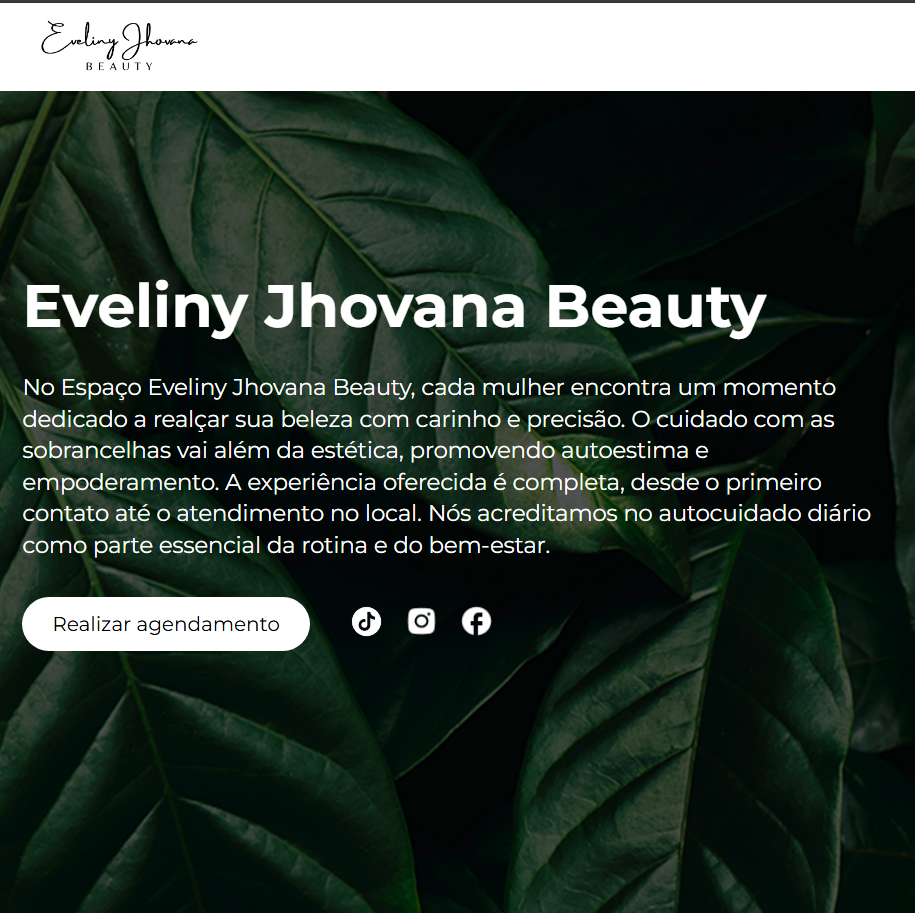 Eveliny Jhovana
BEAUTY
Eveliny Jhovana Beauty
No Espaço Eveliny Jhovana Beauty, cada mulher encontra um momento
dedicado a realçar sua beleza com carinho e precisão. O cuidado com as
sobrancelhas vai além da estética, promovendo autoestima e
empoderamento. A experiência oferecida é completa, desde o primeiro
contato até o atendimento no local. Nós acreditamos no autocuidado diário
como parte essencial da rotina e do bem-estar.
Realizar agendamento